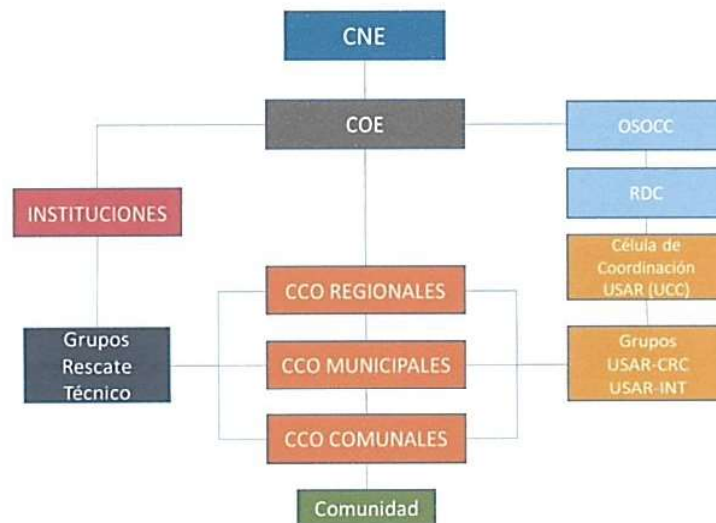 CNE
COE
OSOCC
RDC
INSTITUCIONES
Célula de
Coordinación
USAR (UCC)
CCO REGIONALES
Grupos
Rescate
Técnico
CCO MUNICIPALES
Grupos
USAR-CRC
USAR-INT
CCO COMUNALES
Comunidad